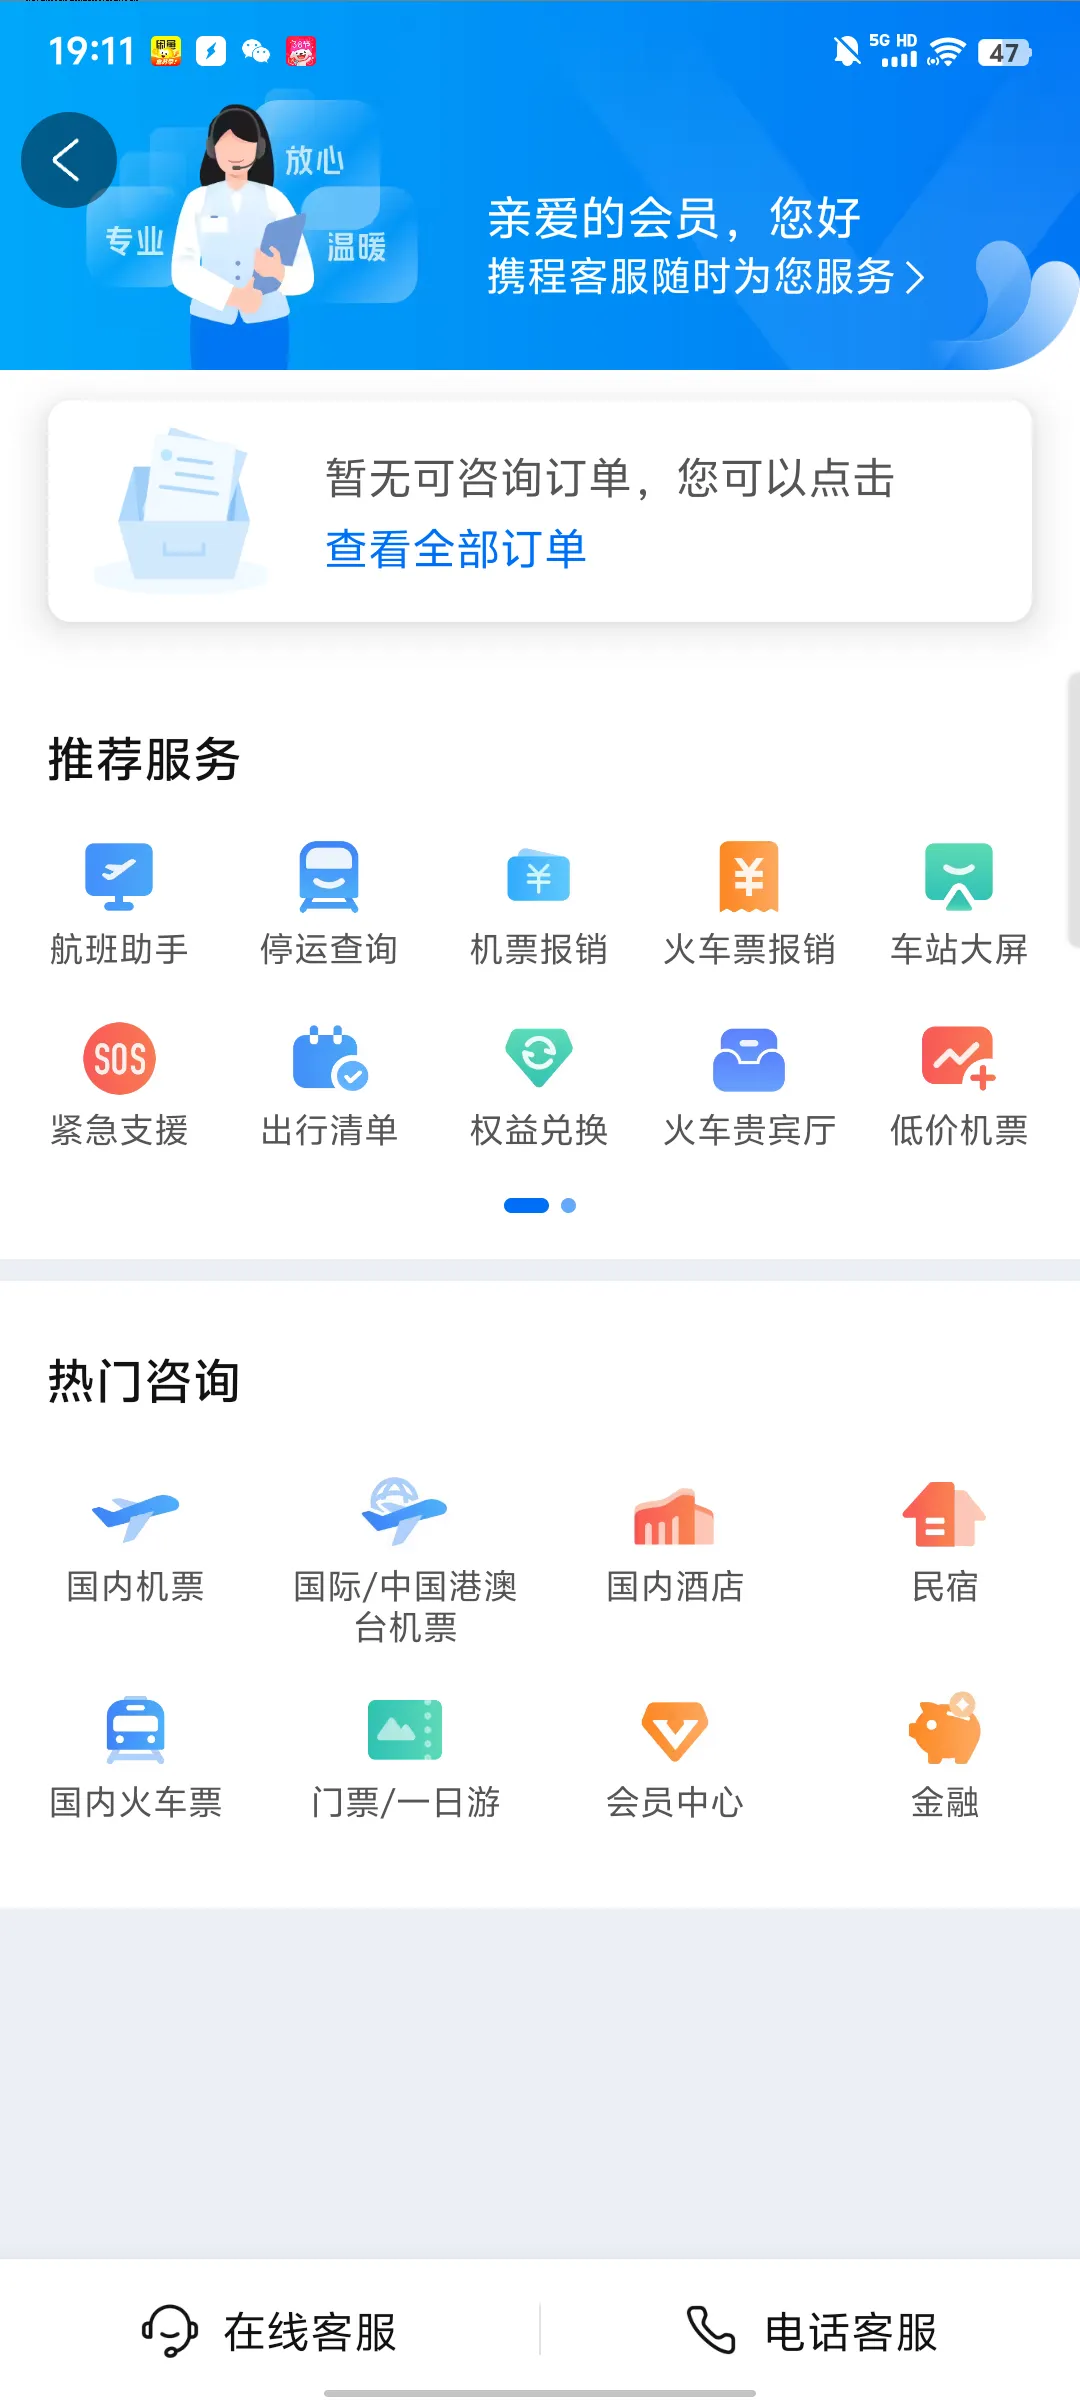 19:11
5G HD
47
放心
专业
温暖
亲爱的会员，您好
携程客服随时为您服务
暂无可咨询订单，您可以点击
查看全部订单
推荐服务
航班助手
停运查询
机票报销
火车票报销
车站大屏
SOS
紧急支援
出行清单
权益兑换
火车贵宾厅
低价机票
热门咨询
国内机票
国际/中国港澳
台机票
国内酒店
民宿
国内火车票
门票/一日游
会员中心
金融
在线客服
电话客服